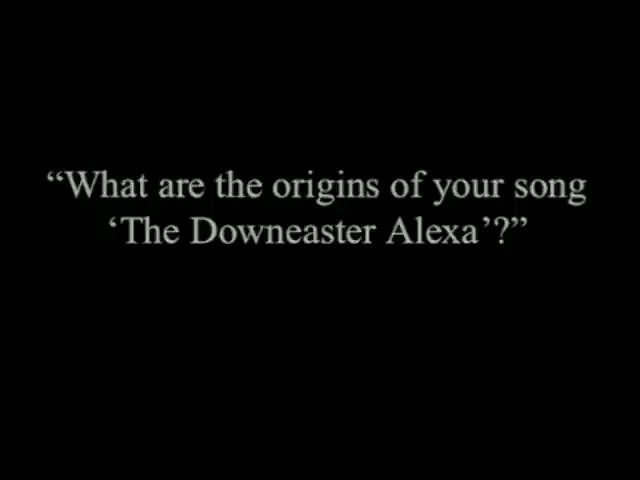 “What are the origins of your song
‘The Downeaster Alexa’?”